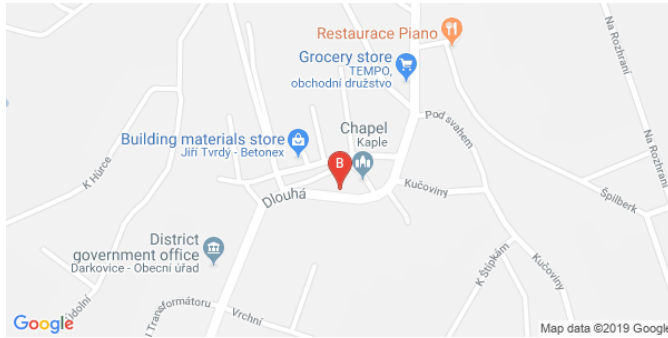 Restaurace Piano
Na Rozhraní
Grocery store
TEMPO,
obchodní družstvo
Pod svahem
Chapel
Kaple
Building materials store
Jiří Tvrdý - Betonex
Na Rozhraní
K Hůrce
B
Kučoviny
Dlouhá
Špilberk
District
government office
Darkovice - Obecní úřad
K Štípkám
Kučoviny
Údolní
Transformátoru
Vrchní
Google
Map data ©2019 Google